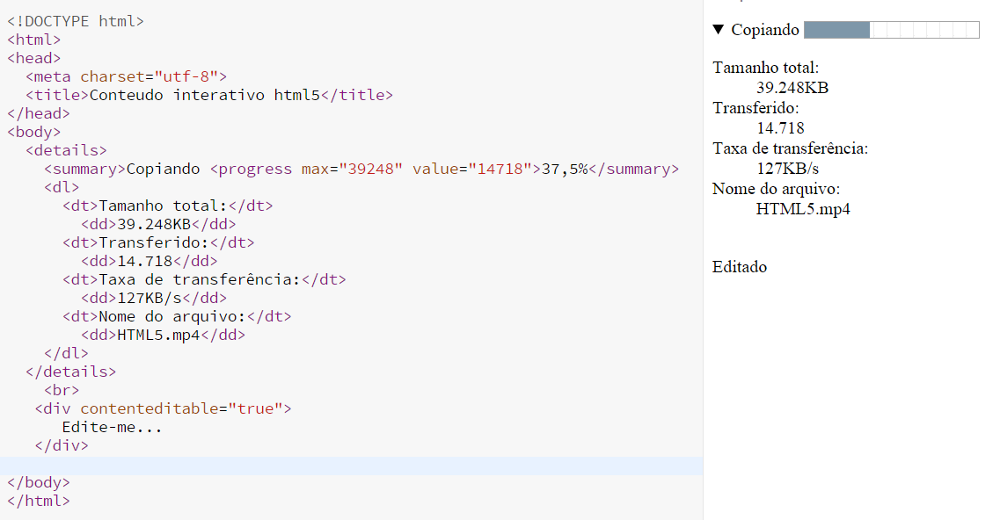 <!DOCTYPE html>
<html>
<head>
<meta charset="utf-8">
<title>Conteudo interativo html5</title>
</head>
<body>
<details>
<summary>Copiando <progress max="39248" value="14718">37,5%</summary>
<dl>
<dt>Tamanho total:</dt>
<dd>39.248KB</dd>
<dt>Transferido:</dt>
<dd>14.718</dd>
<dt>Taxa de transferência:</dt>
<dd>127KB/s</dd>
<dt>Nome do arquivo:</dt>
<dd>HTML5.mp4</dd>
</dl>
</details>
<br>
<div contenteditable="true">
Edite-me...
</div>
</body>
</html>
Copiando
Tamanho total:
39.248KB
Transferido:
14.718
Taxa de transferência:
127KB/s
Nome do arquivo:
HTML5.mp4
Editado